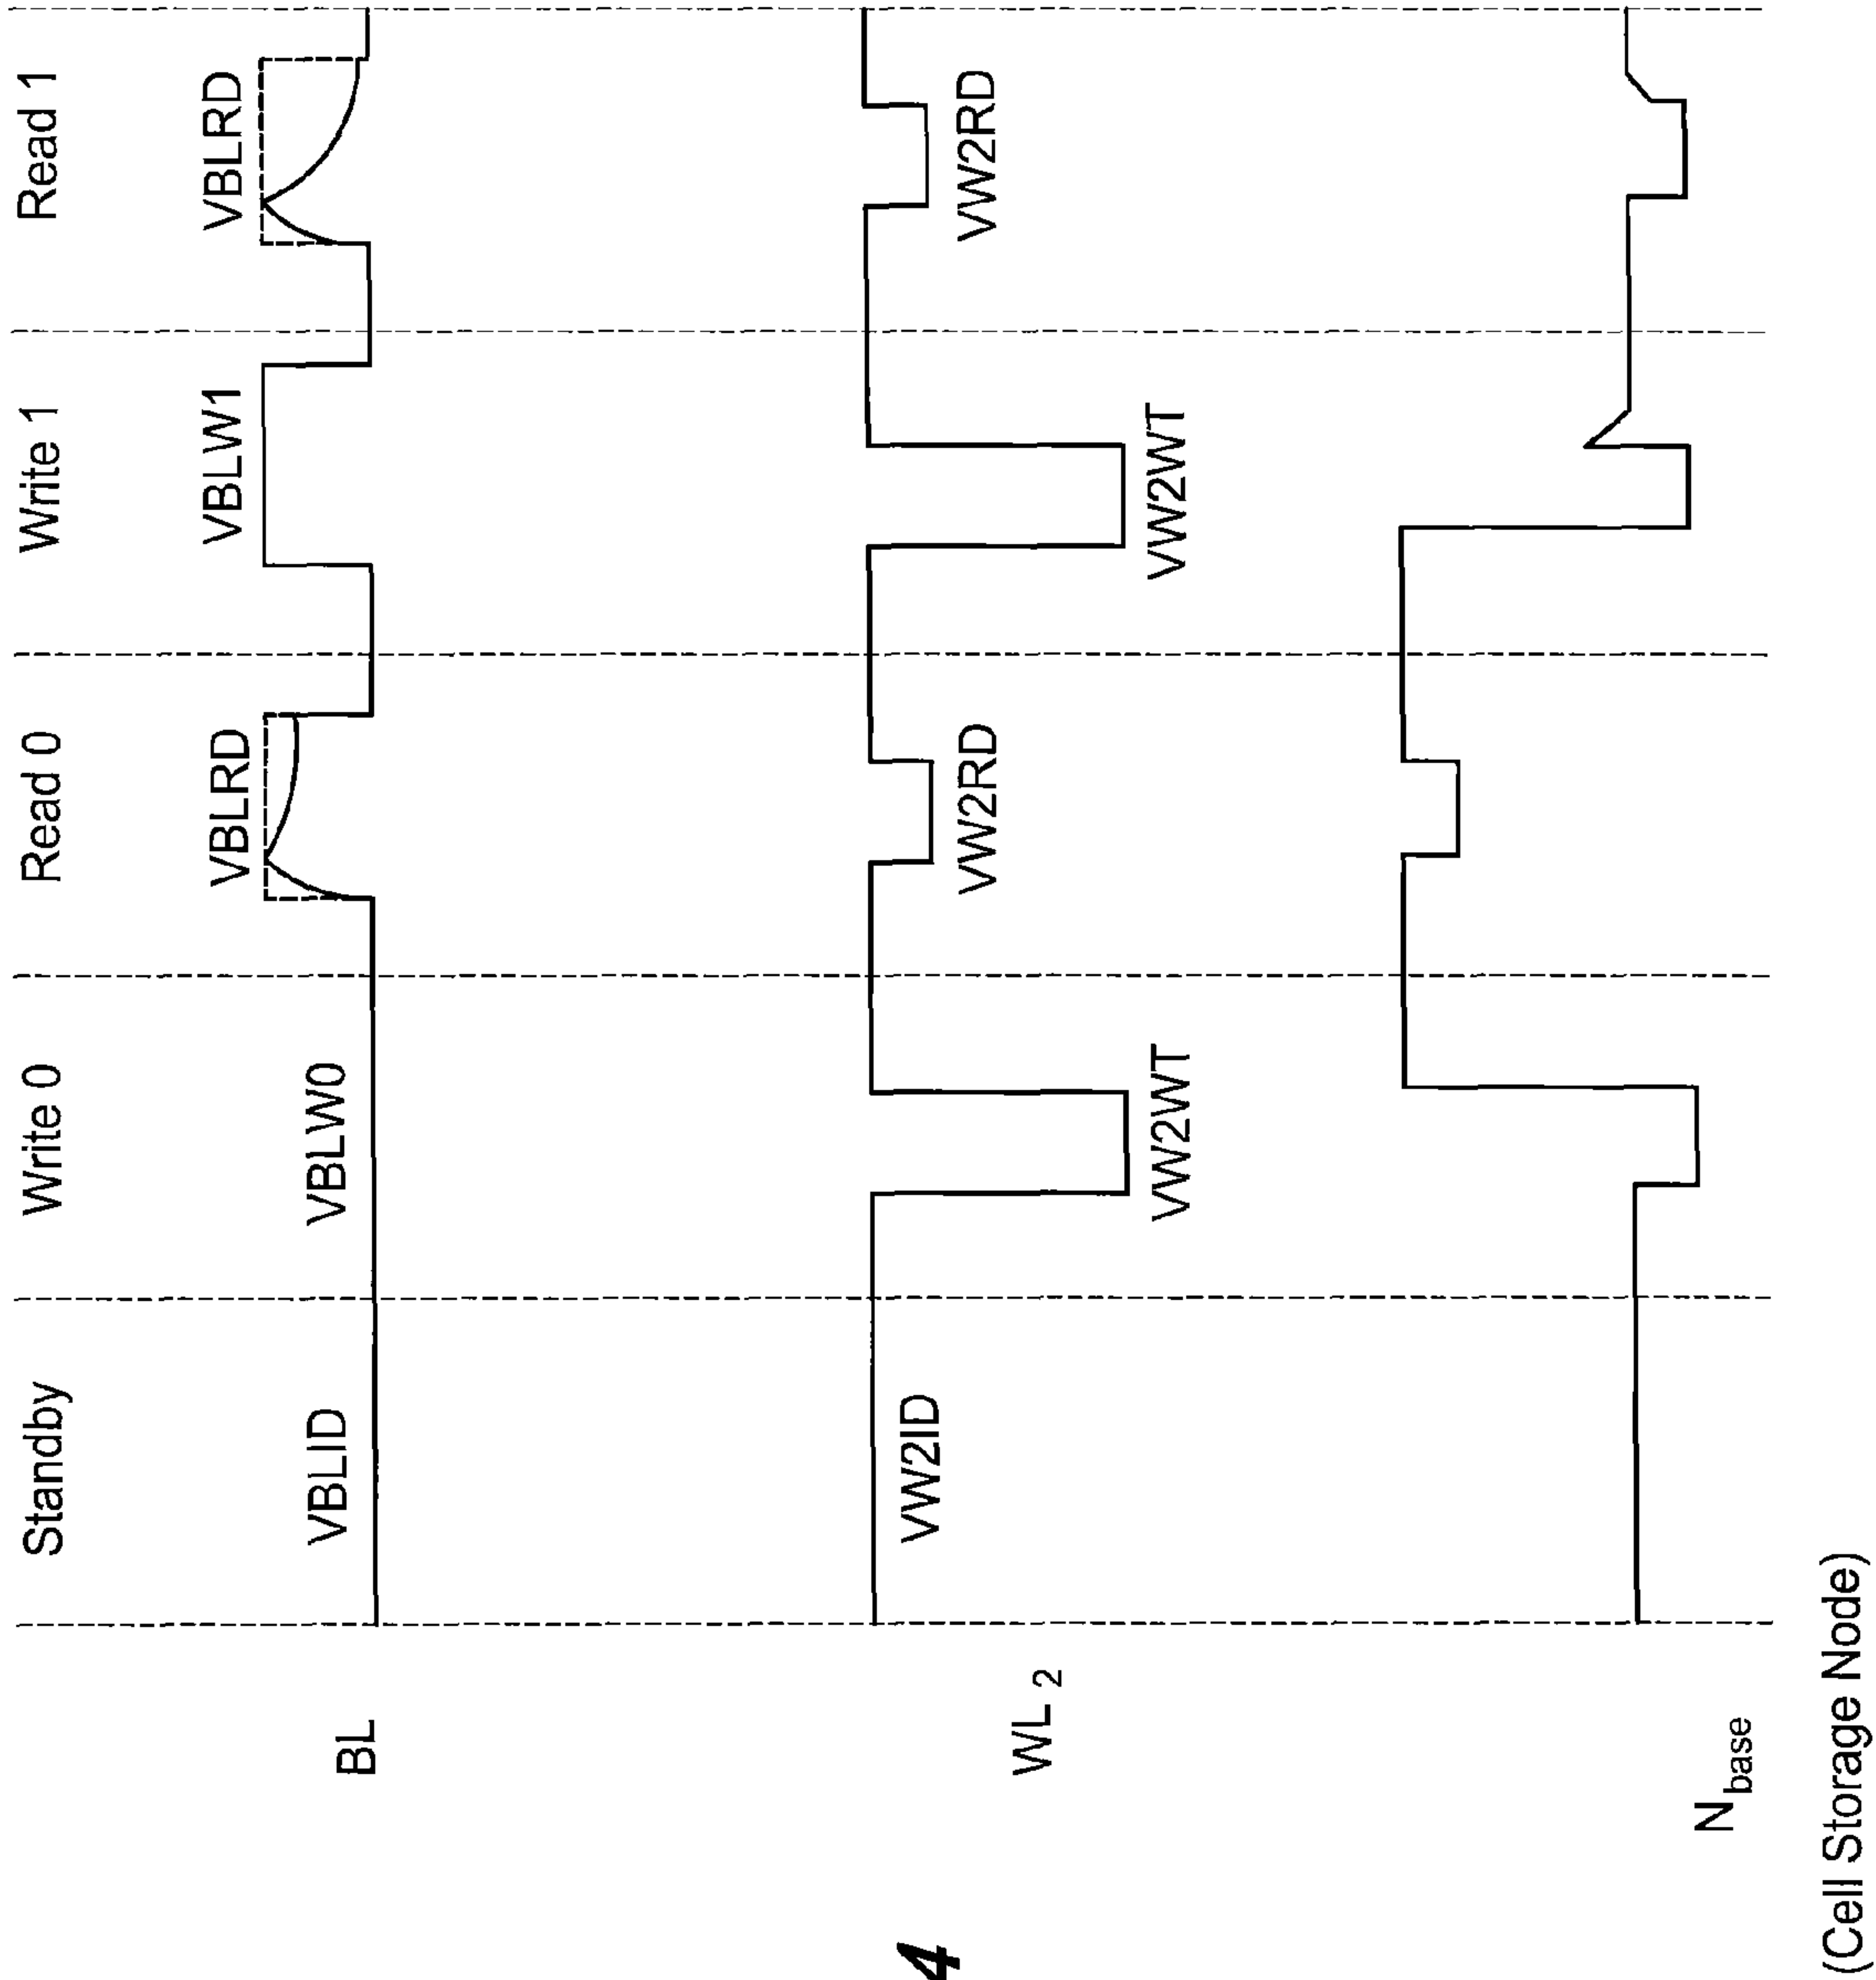 Standby Write 0 Read 0 Write 1 Read 1
VBLRD VBLW1 VBLRD
BL VBLID VBLW0
WL 2 VW2ID VW2RD VW2RD
VW2WT VW2WT
N base
(Cell Storage Node)
4